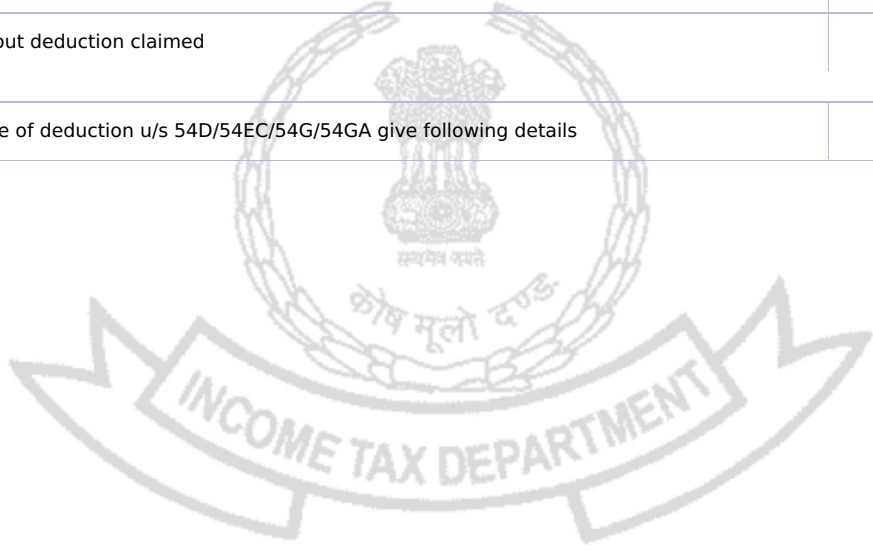 out deduction claimed
e of deduction u/s 54D/54EC/54G/54GA give following details
सत्यमेव जयते
कोष मूलो दण्ड:
INCOME TAX DEPARTMENT